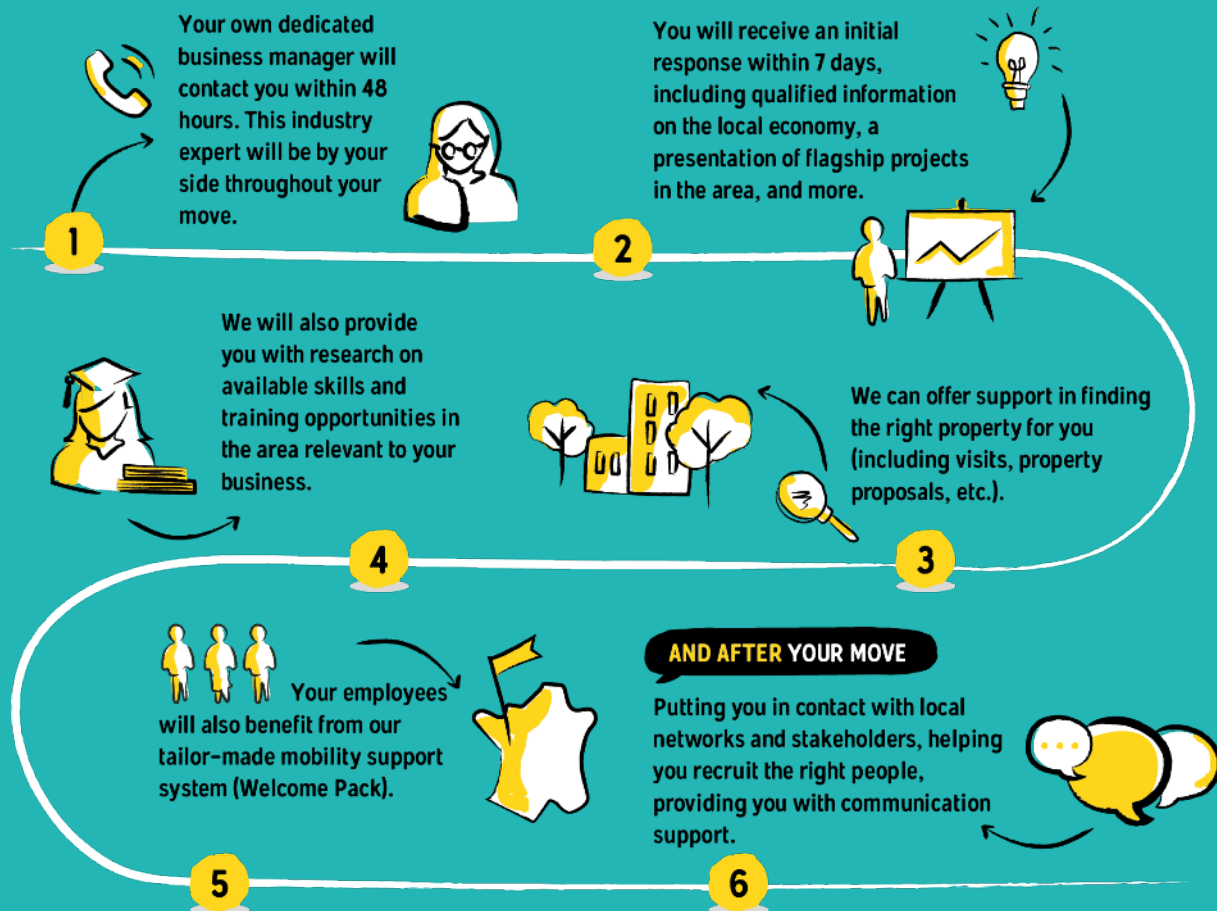 Your own dedicated
business manager will
contact you within 48
hours. This industry
expert will be by your
side throughout your
move.
1
You will receive an initial
response within 7 days,
including qualified information
on the local economy, a
presentation of flagship projects
in the area, and more.
2
We can offer support in finding
the right property for you
(including visits, property
proposals, etc.).
3
We will also provide
you with research on
available skills and
training opportunities in
the area relevant to your
business.
4
Your employees
will also benefit from our
tailor-made mobility support
system (Welcome Pack).
5
AND AFTER YOUR MOVE
Putting you in contact with local
networks and stakeholders, helping
you recruit the right people,
providing you with communication
support.
6